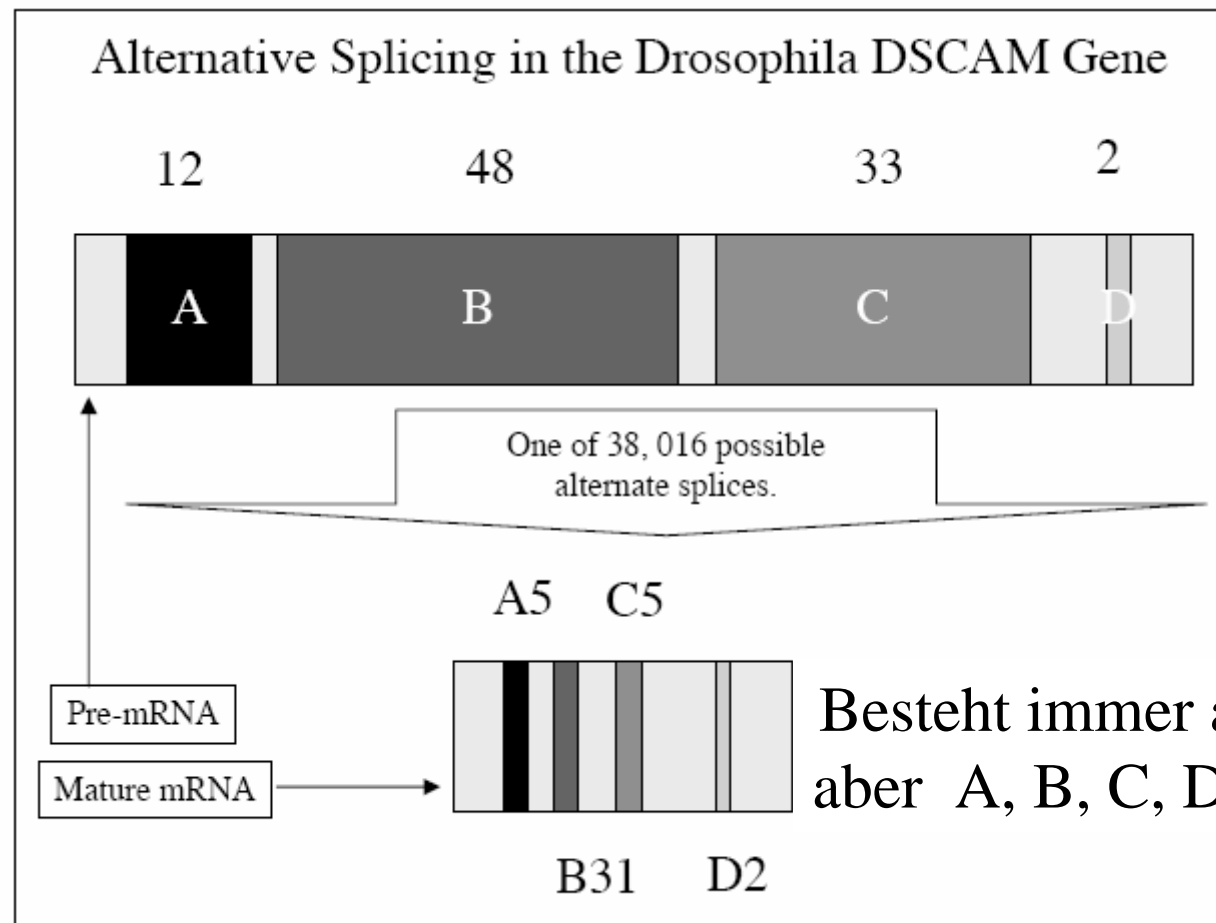 Alternative Splicing in the Drosophila DSCAM Gene
12 48 33 2
A B C D
One of 38, 016 possible
alternate splices.
A5 C5
Pre-mRNA
Mature mRNA
Besteht immer a
aber A, B, C, D
B31 D2